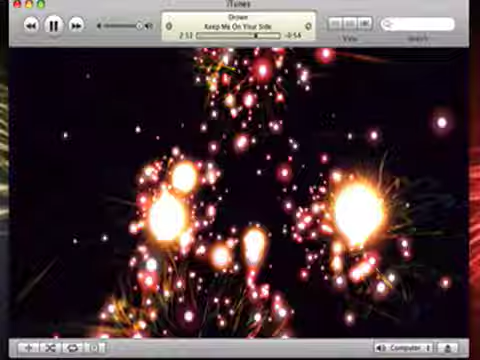 iTunes
Drown
Keep Me On Your Side
2:53 -0:54
View
Search
Computer